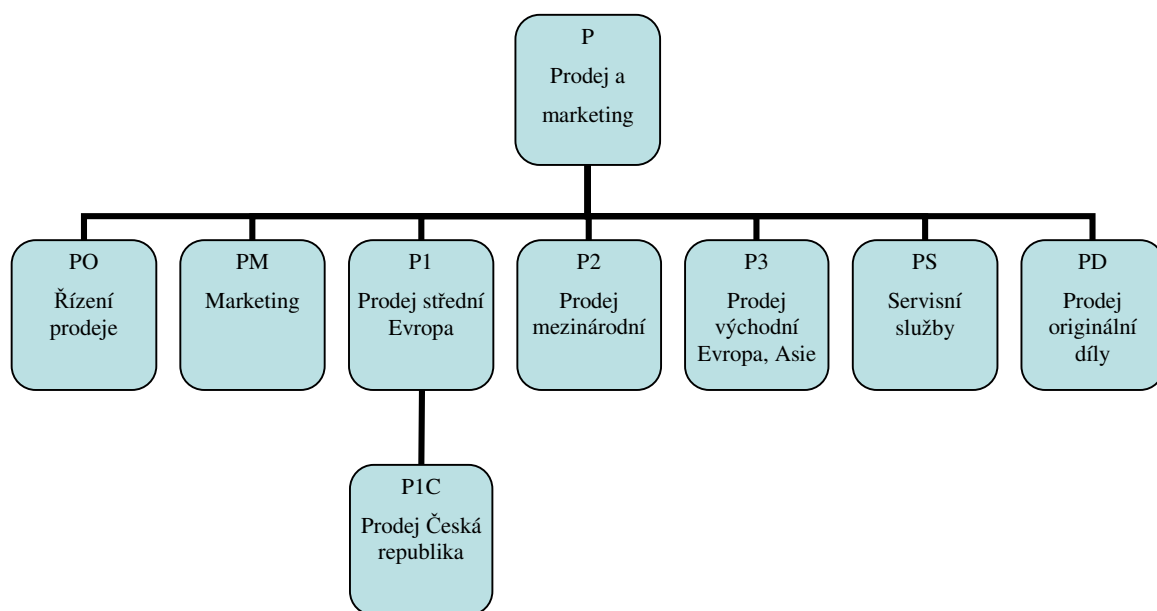 P
Prodej a
marketing
PO
Řízení
prodeje
PM
Marketing
P1
Prodej střední
Evropa
P2
Prodej
mezinárodní
P3
Prodej
východní
Evropa, Asie
PS
Servisní
služby
PD
Prodej
originální
díly
P1C
Prodej Česká
republika